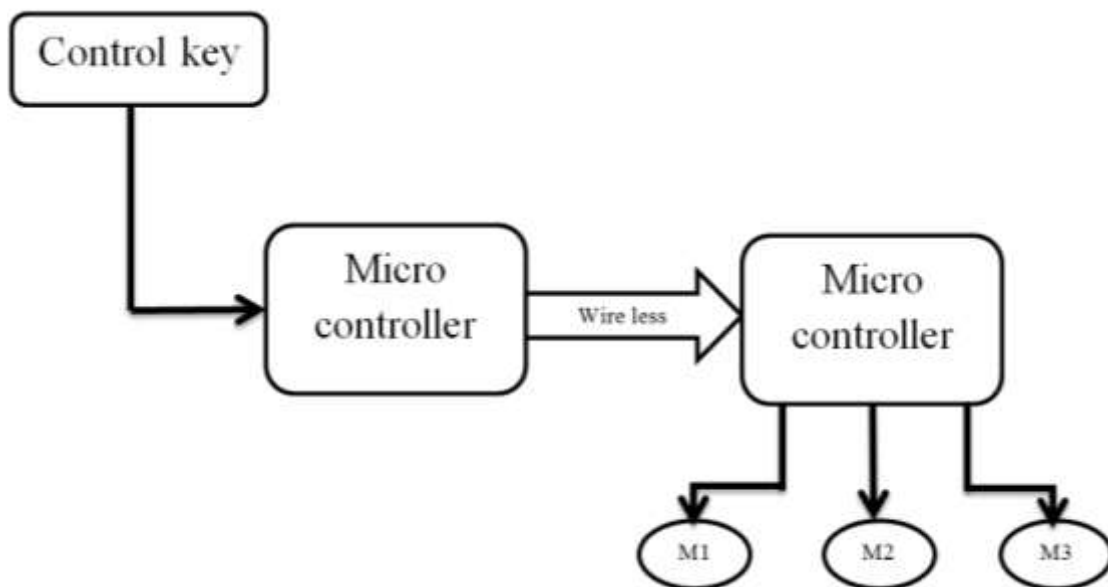 Control key
Micro
controller
Wire less
Micro
controller
M1
M2
M3